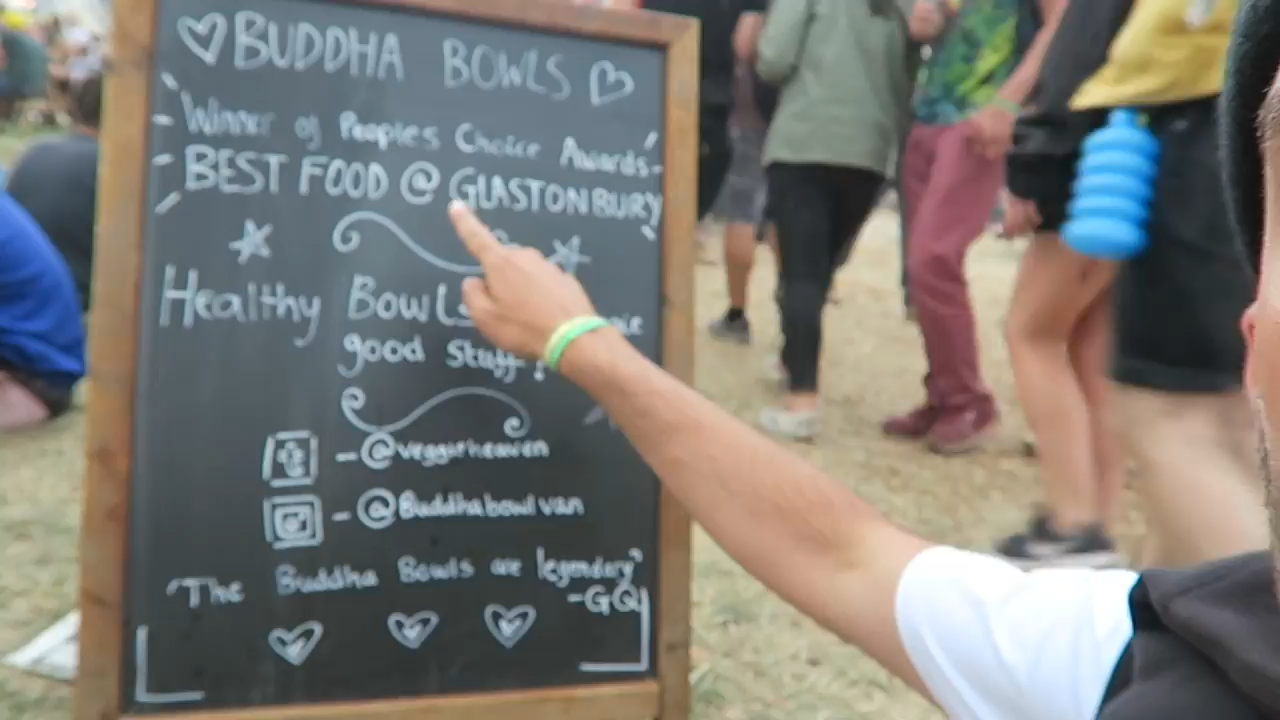 BUDDHA BOWLS
Winner of Peoples Choice Awards
BEST FOOD @ GLASTONBURY
Healthy Bowls
good stuff!
- @veggieheaven
- @Buddhabowlvan
"The Buddha Bowls are legendary"
-GQ